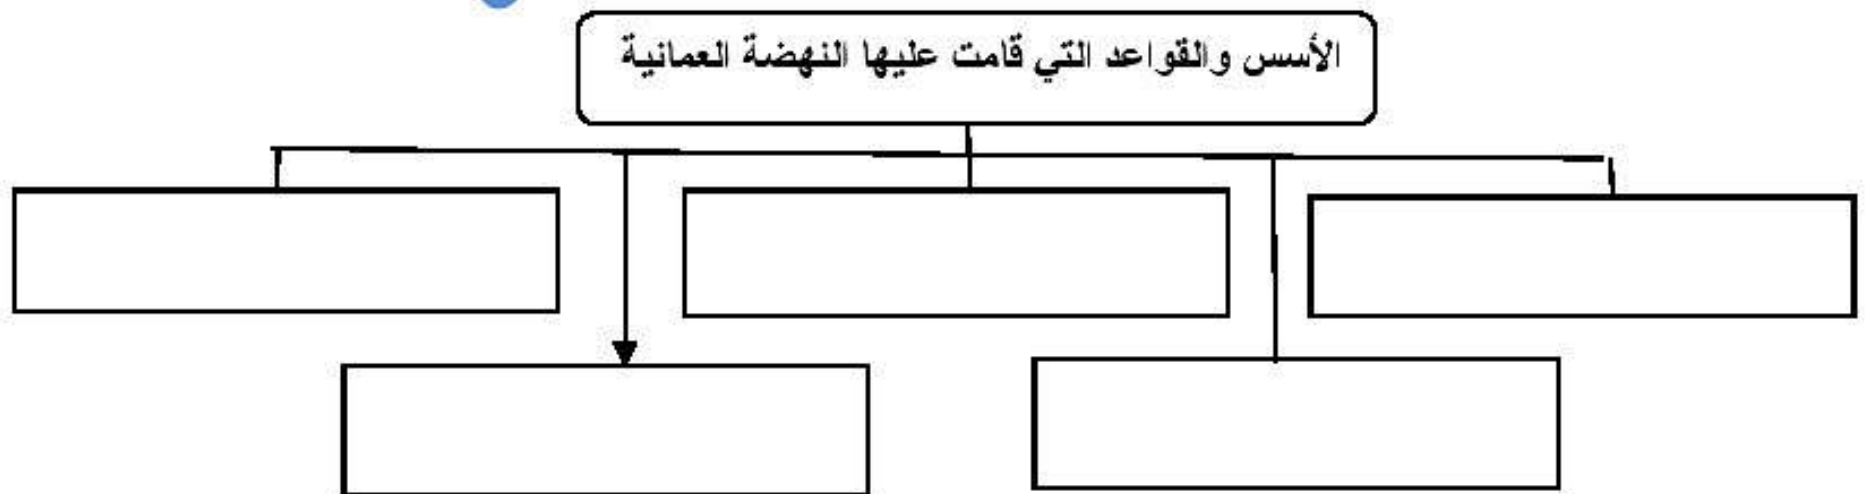 الأسس والقواعد التي قامت عليها النهضة العمانية